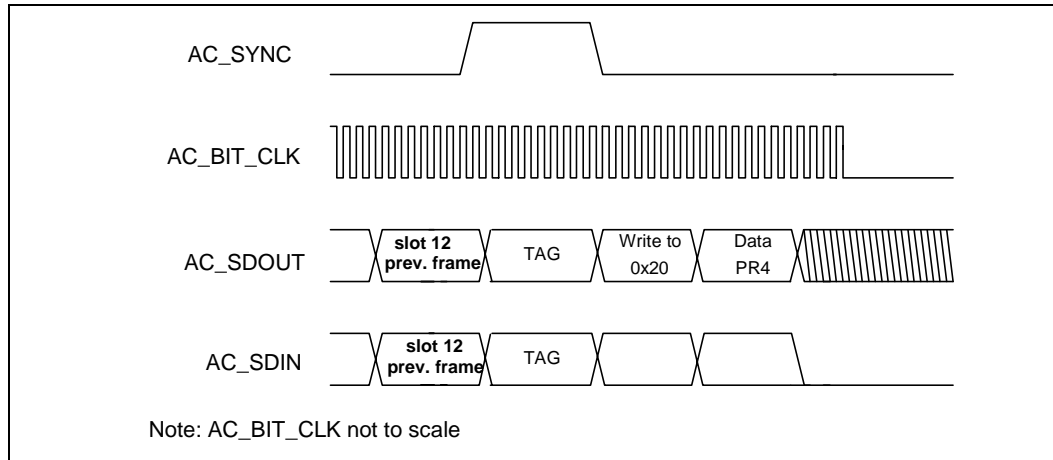 AC_SYNC
AC_BIT_CLK
AC_SDOUT
slot 12
prev. frame
TAG
Write to
0x20
Data
PR4
AC_SDIN
slot 12
prev. frame
TAG
Note: AC_BIT_CLK not to scale